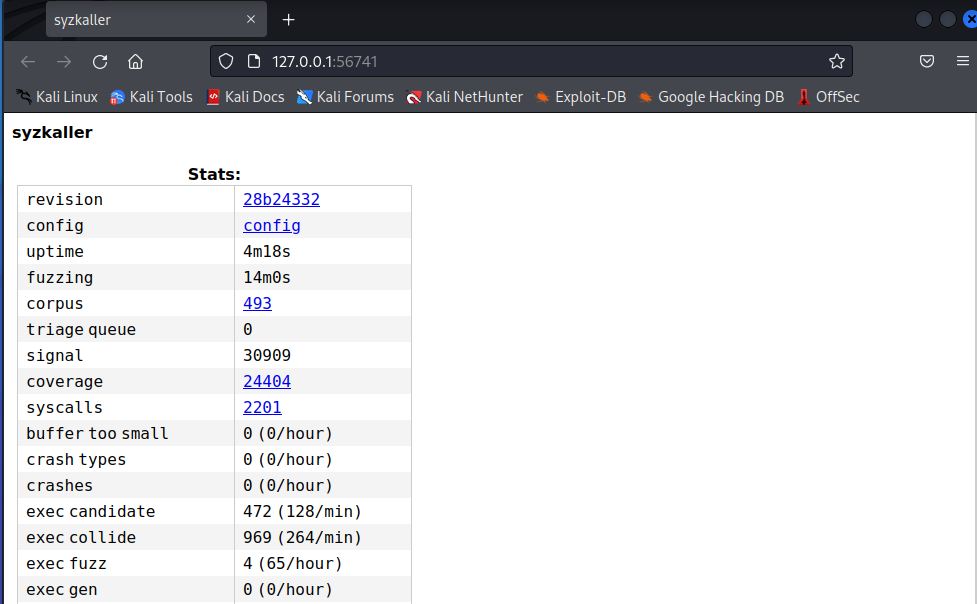 syzkaller
127.0.0.1:56741
Kali Linux Kali Tools Kali Docs Kali Forums Kali NetHunter Exploit-DB Google Hacking DB OffSec
syzkaller
Stats:
revision 28b24332
config config
uptime 4m18s
fuzzing 14m0s
corpus 493
triage queue 0
signal 30909
coverage 24404
syscalls 2201
buffer too small 0 (0/hour)
crash types 0 (0/hour)
crashes 0 (0/hour)
exec candidate 472 (128/min)
exec collide 969 (264/min)
exec fuzz 4 (65/hour)
exec gen 0 (0/hour)